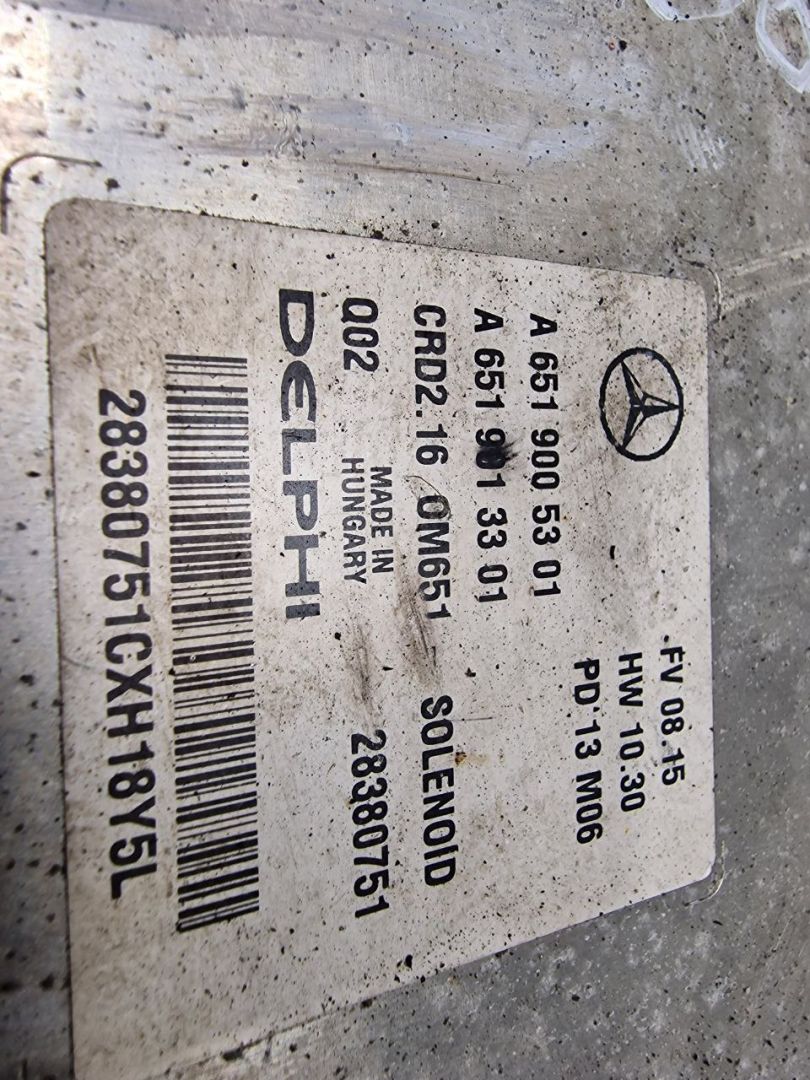 FV 08.15
HW 10.30
A 651 900 53 01 PD 13 M06
A 651 901 33 01
CRD2.16 OM651 SOLENOID
Q02 MADE IN
HUNGARY 28380751
DELPHI
28380751CXH18Y5L